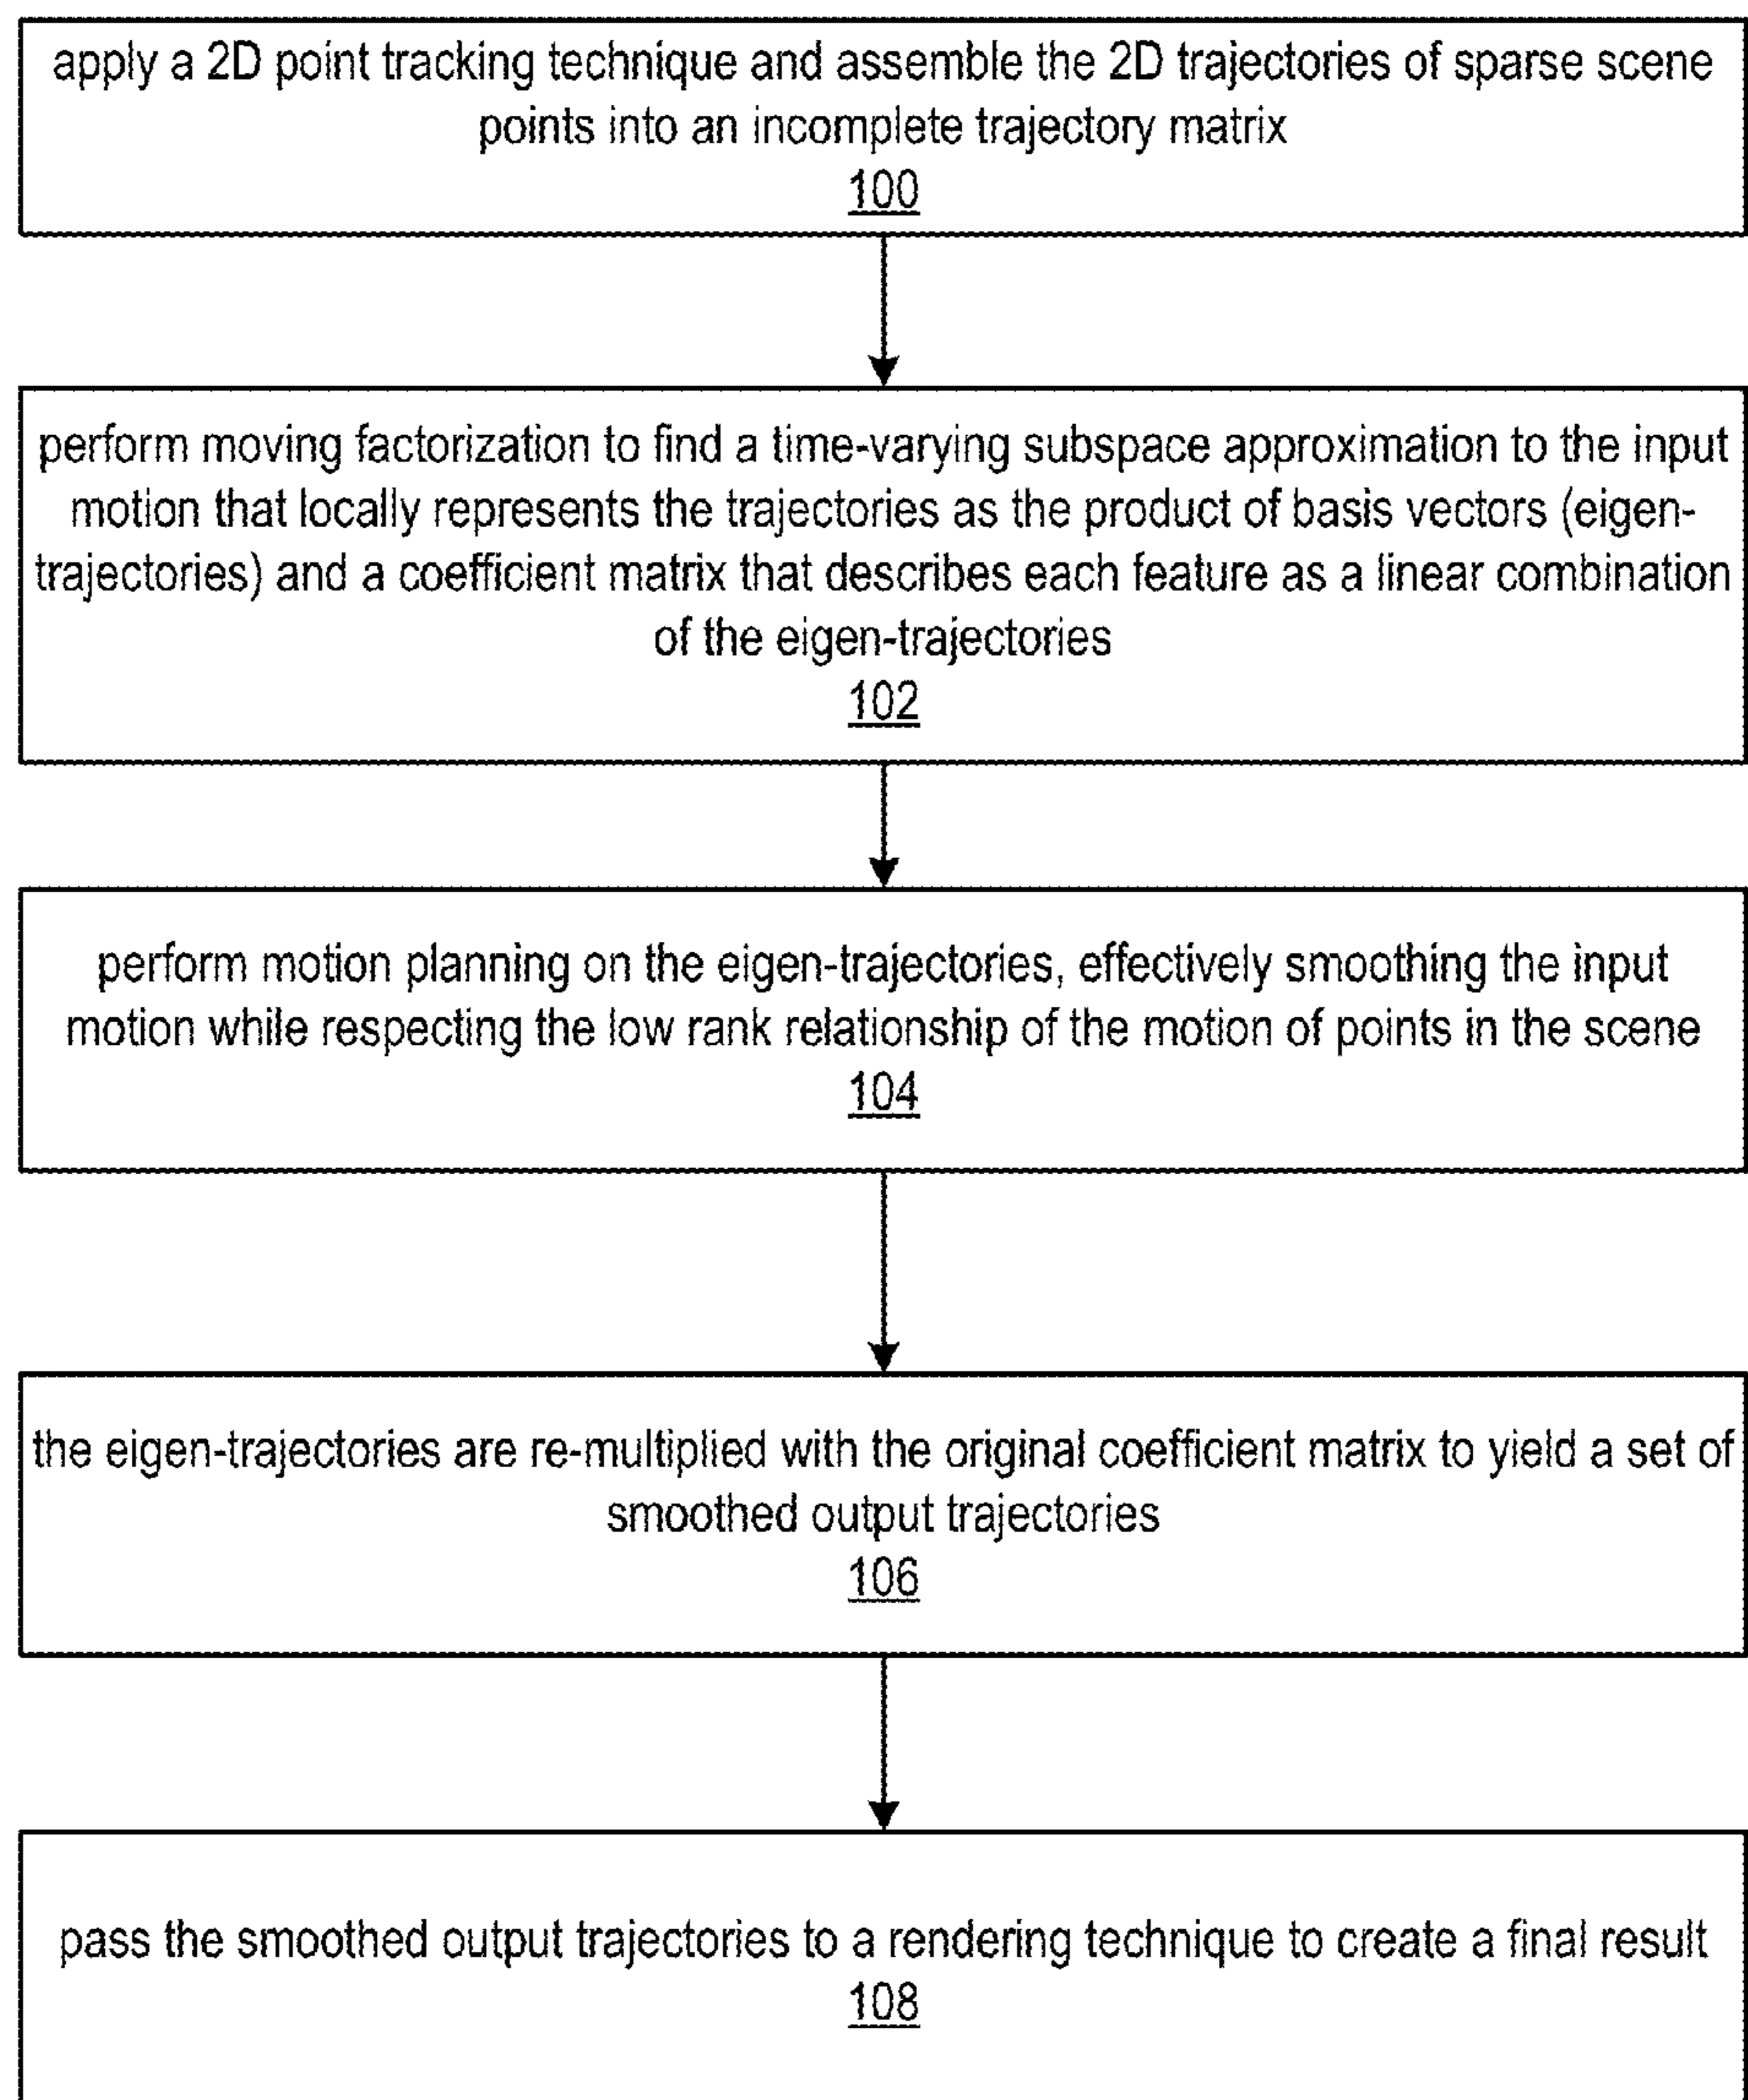 apply a 2D point tracking technique and assemble the 2D trajectories of sparse scene
points into an incomplete trajectory matrix
100
perform moving factorization to find a time-varying subspace approximation to the input
motion that locally represents the trajectories as the product of basis vectors (eigen-
trajectories) and a coefficient matrix that describes each feature as a linear combination
of the eigen-trajectories
102
perform motion planning on the eigen-trajectories, effectively smoothing the input
motion while respecting the low rank relationship of the motion of points in the scene
104
the eigen-trajectories are re-multiplied with the original coefficient matrix to yield a set of
smoothed output trajectories
106
pass the smoothed output trajectories to a rendering technique to create a final result
108